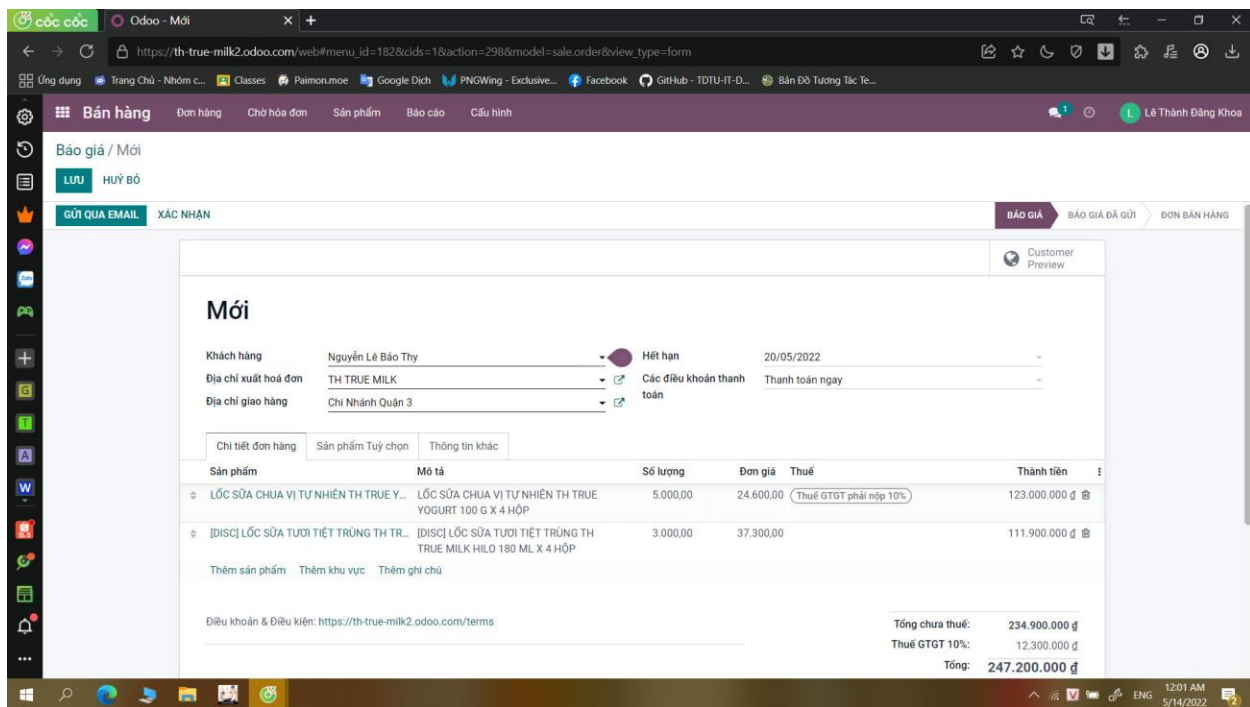 cốc cốc
Odoo - Mới
https://th-true-milk2.odoo.com/web#menu_id=182&cids=1&action=298&model=sale.order&view_type=form
Ứng dụng Trang Chủ - Nhóm c... Classes Paimon.moe Google Dịch PNGWing - Exclusive... Facebook GitHub - TDTU-IT-D... Bản Đồ Tương Tác Te...
Bán hàng Đơn hàng Chờ hóa đơn Sản phẩm Báo cáo Cấu hình 1 L Lê Thành Đăng Khoa
Báo giá / Mới
LƯU HUỶ BỎ
GỬI QUA EMAIL XÁC NHẬN BÁO GIÁ BÁO GIÁ ĐÃ GỬI ĐƠN BÁN HÀNG
Customer
Preview
Mới
Khách hàng Nguyễn Lê Bảo Thy Hết hạn 20/05/2022
Địa chỉ xuất hoá đơn TH TRUE MILK Các điều khoản thanh Thanh toán ngay
toán
Địa chỉ giao hàng Chi Nhánh Quận 3
Chi tiết đơn hàng Sản phẩm Tuỳ chọn Thông tin khác
Sản phẩm Mô tả Số lượng Đơn giá Thuế Thành tiền
LỐC SỮA CHUA VỊ TỰ NHIÊN TH TRUE Y... LỐC SỮA CHUA VỊ TỰ NHIÊN TH TRUE 5.000,00 24.600,00 Thuế GTGT phải nộp 10% 123.000.000 ₫
YOGURT 100 G X 4 HỘP
[DISC] LỐC SỮA TƯƠI TIỆT TRÙNG TH TR... [DISC] LỐC SỮA TƯƠI TIỆT TRÙNG TH 3.000,00 37.300,00 111.900.000 ₫
TRUE MILK HILO 180 ML X 4 HỘP
Thêm sản phẩm Thêm khu vực Thêm ghi chú
Điều khoản & Điều kiện: https://th-true-milk2.odoo.com/terms
Tổng chưa thuế: 234.900.000 ₫
Thuế GTGT 10%: 12.300.000 ₫
Tổng: 247.200.000 ₫
Zalo
G
T
A
W
V ENG 12:01 AM
5/14/2022
2